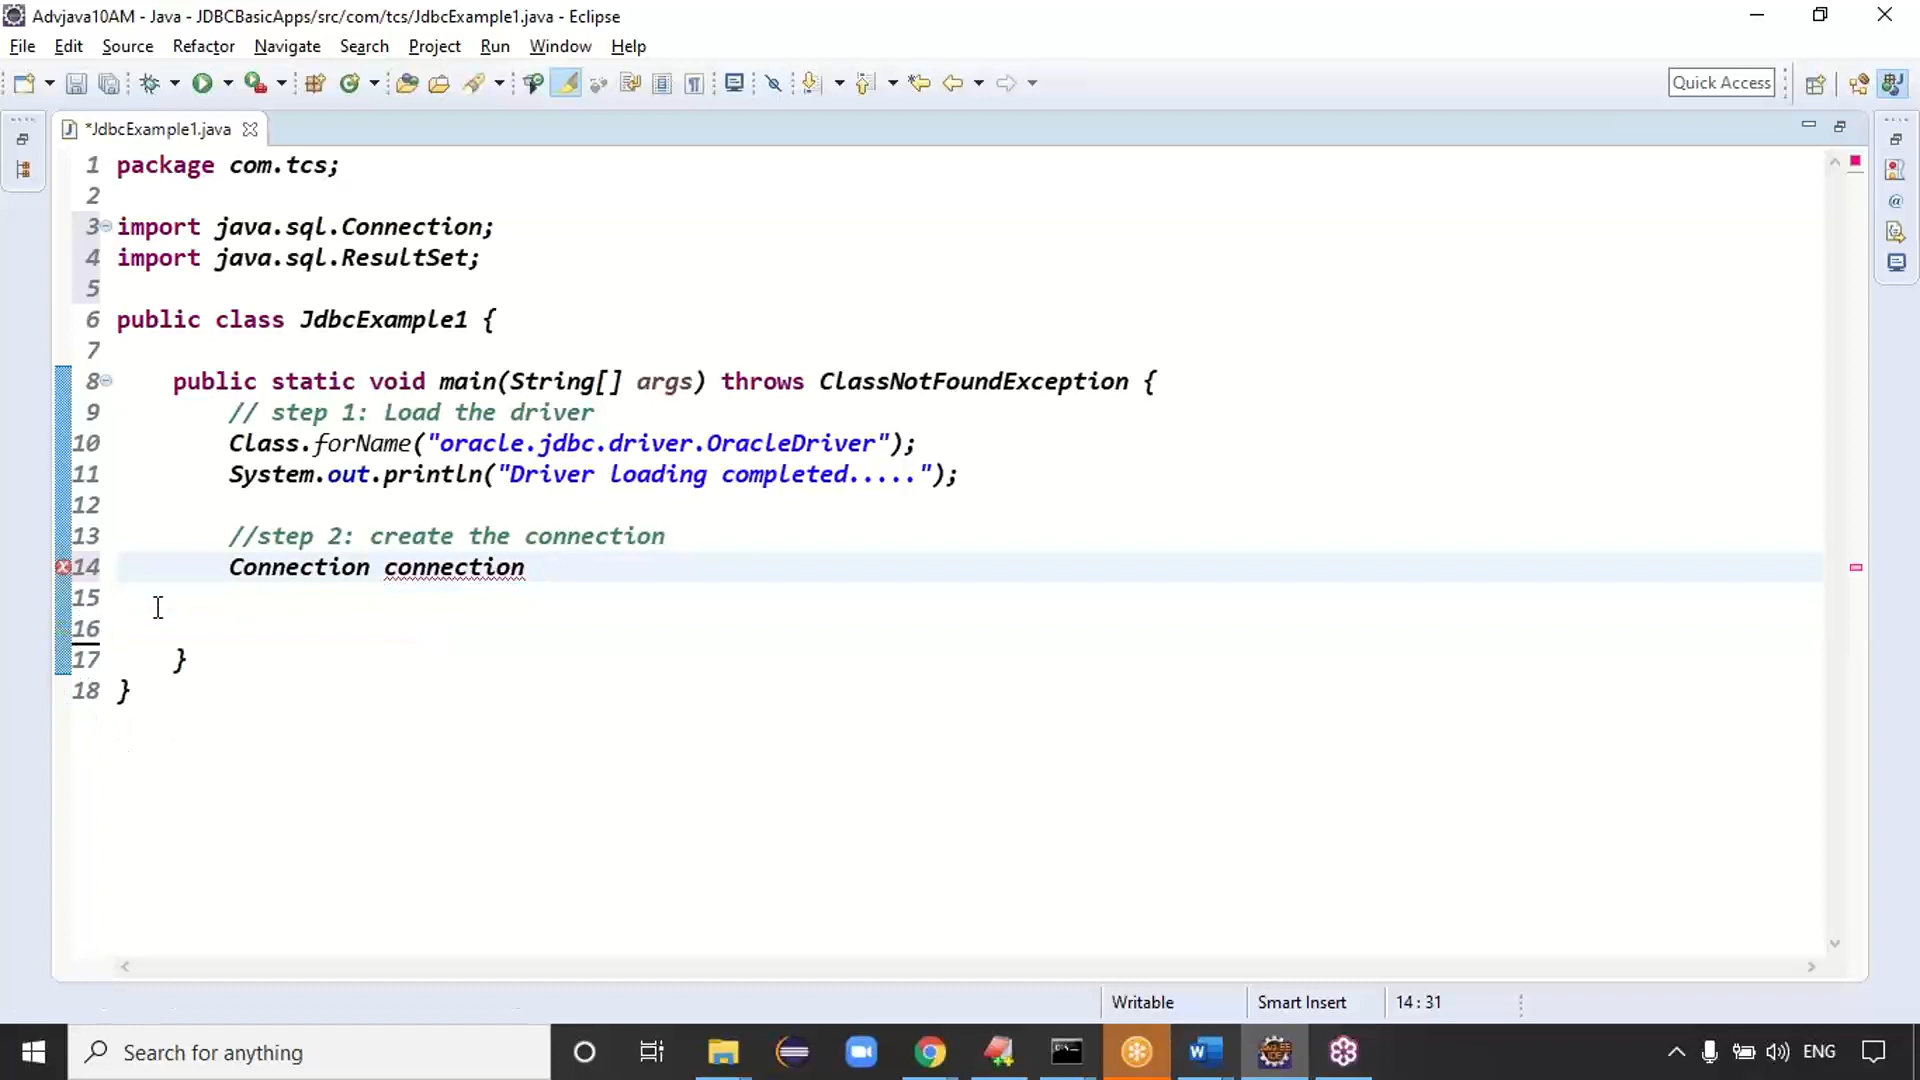 Advjava10AM - Java - JDBCBasicApps/src/com/tcs/JdbcExample1.java - Eclipse
File Edit Source Refactor Navigate Search Project Run Window Help
Quick Access
*JdbcExample1.java
1 package com.tcs;
2
3 import java.sql.Connection;
4 import java.sql.ResultSet;
5
6 public class JdbcExample1 {
7
8 public static void main(String[] args) throws ClassNotFoundException {
9 // step 1: Load the driver
10 Class.forName("oracle.jdbc.driver.OracleDriver");
11 System.out.println("Driver loading completed.....");
12
13 //step 2: create the connection
14 Connection connection
15
16
17 }
18 }
Writable Smart Insert 14 : 31
Search for anything
ENG